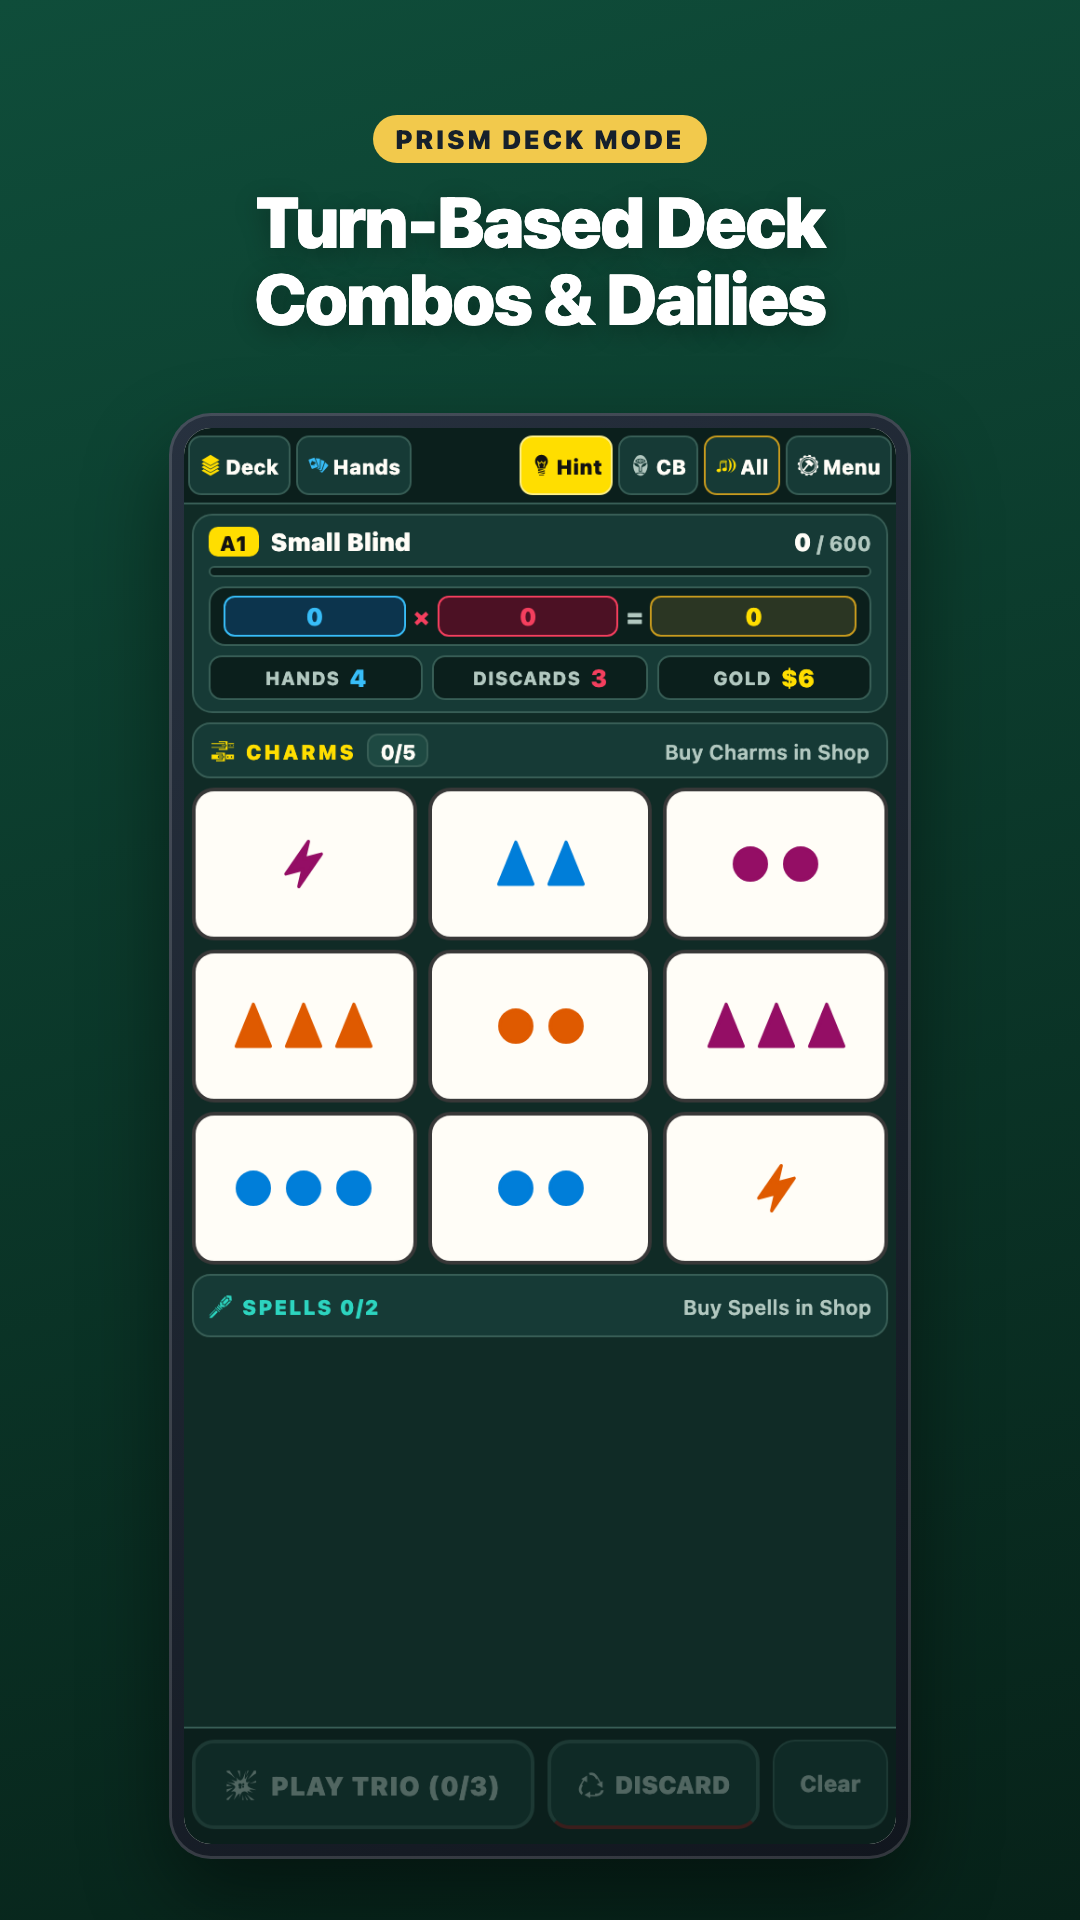 PRISM DECK MODE
Turn-Based Deck
Combos & Dailies
Deck Hands Hint CB All Menu
A1 Small Blind 0 / 600
0 × 0 = 0
HANDS 4 DISCARDS 3 GOLD $6
CHARMS 0/5 Buy Charms in Shop
SPELLS 0/2 Buy Spells in Shop
PLAY TRIO (0/3) DISCARD Clear